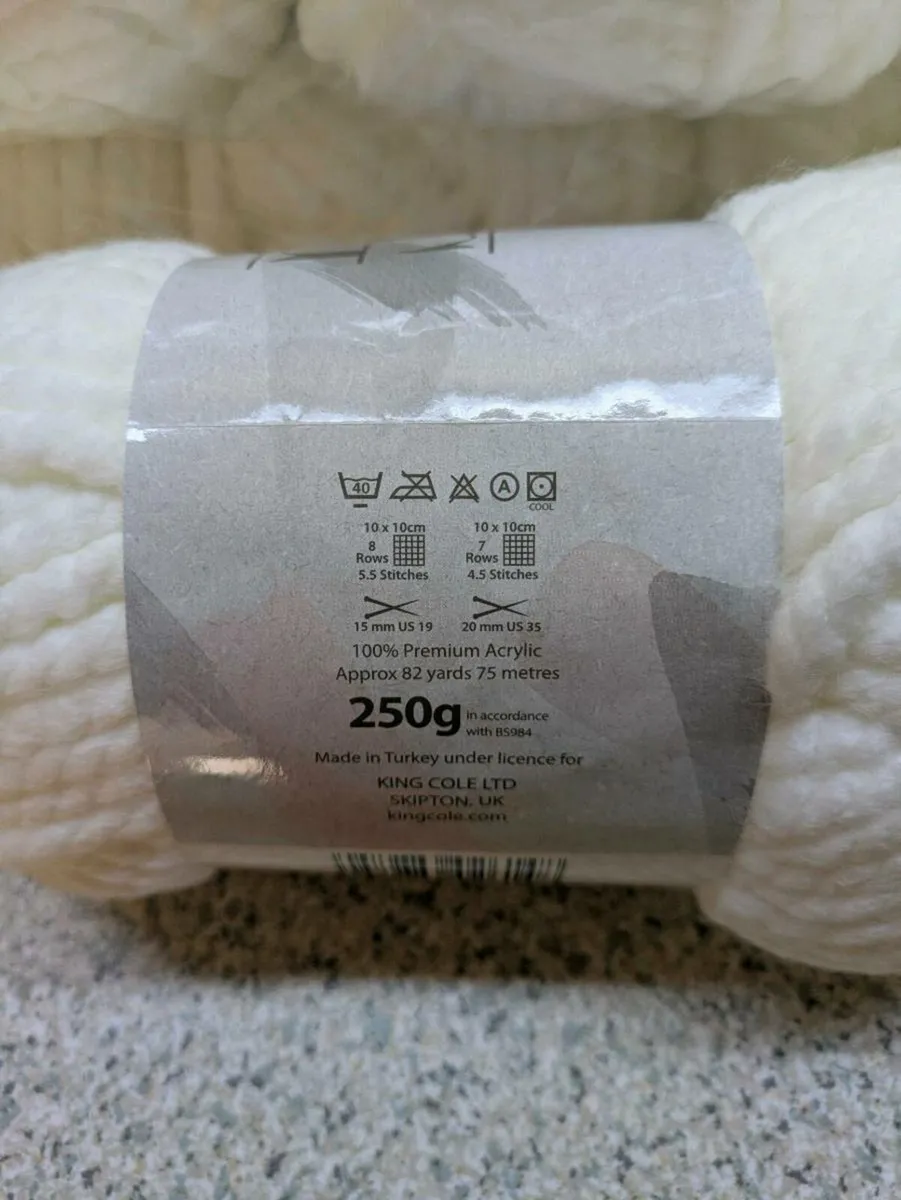 40
A
COOL
10 x 10cm
8
Rows
5.5 Stitches
10 x 10cm
7
Rows
4.5 Stitches
15 mm US 19
20 mm US 35
100% Premium Acrylic
Approx 82 yards 75 metres
250g in accordance
with BS984
Made in Turkey under licence for
KING COLE LTD
SKIPTON. UK
kingcole.com